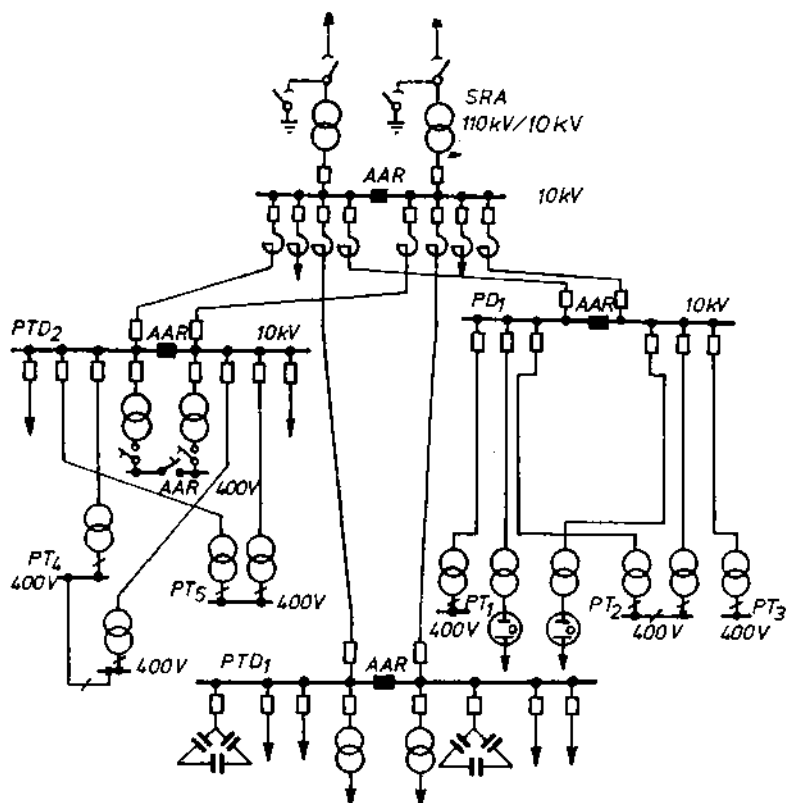 SRA
110kV/10kV
AAR
10kV
PD₁
AAR
10kV
PTD₂
AAR
10kV
AAR
400V
PT₄
400V
PT₅
400V
400V
PT₁
400V
PT₂
400V
PT₃
400V
PTD₁
AAR